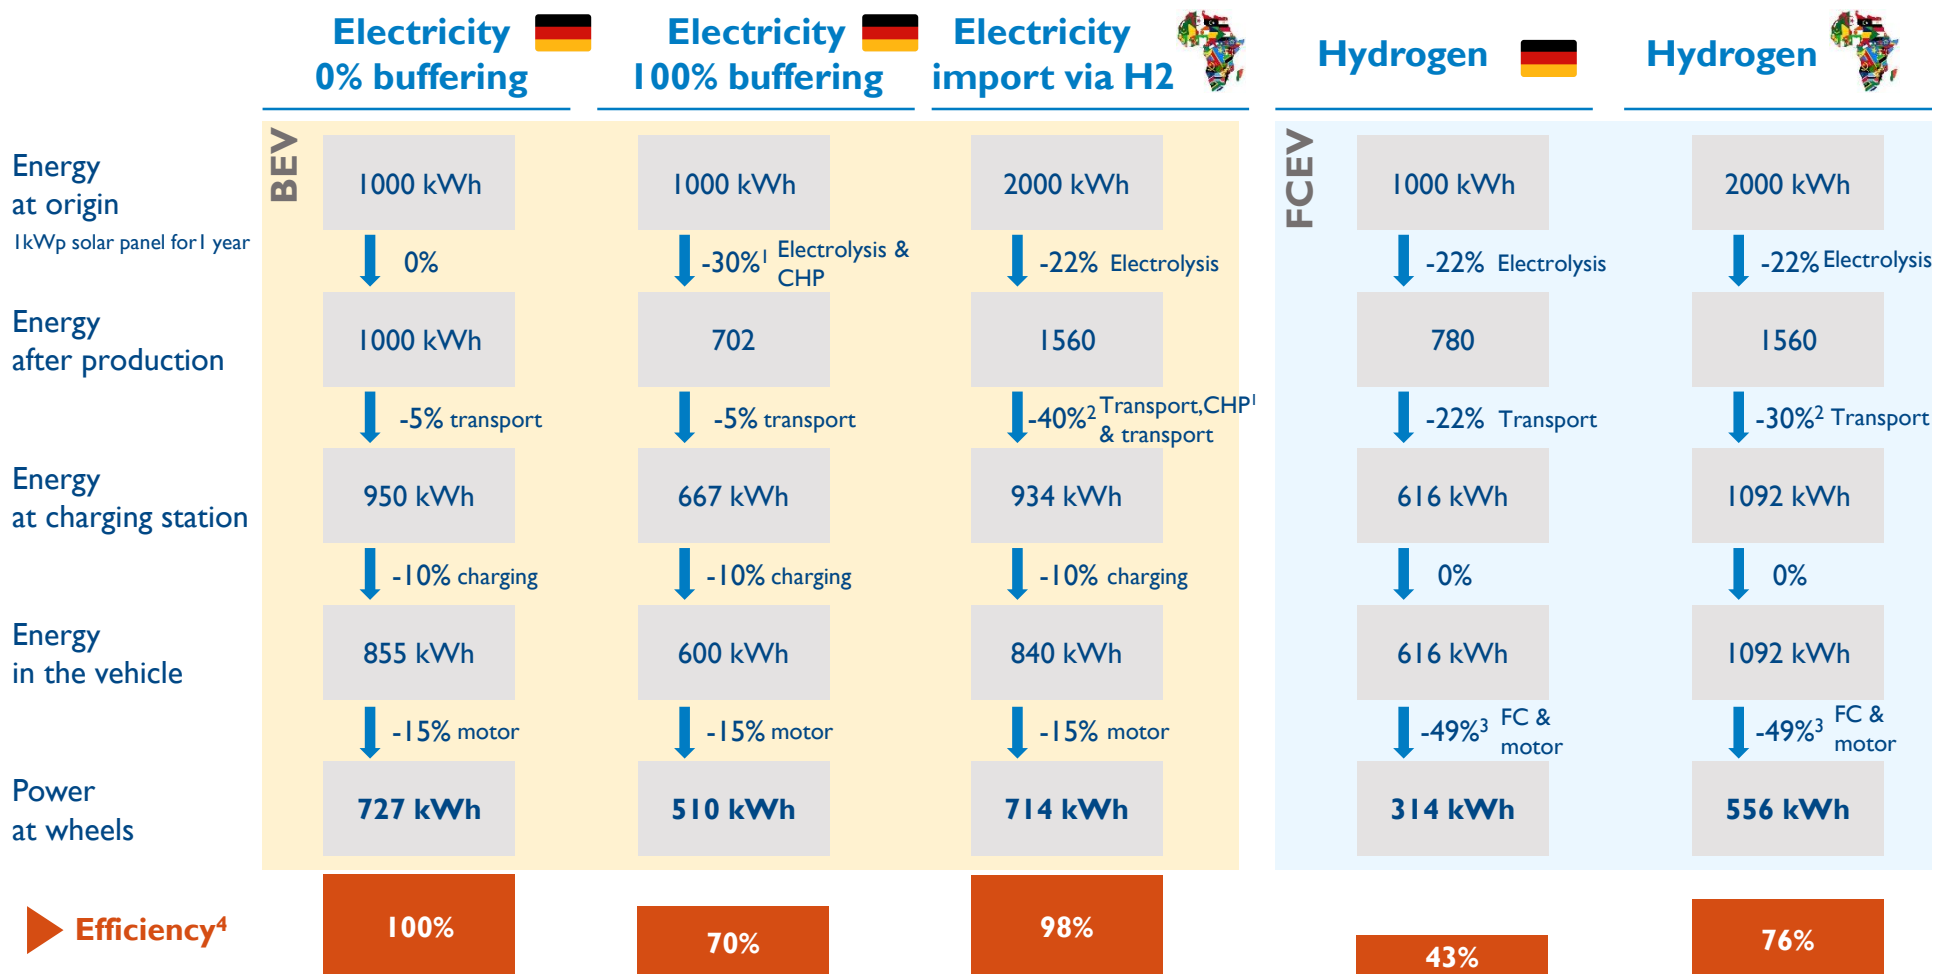 Electricity
0% buffering
Electricity
100% buffering
Electricity
import via H2
Hydrogen
Hydrogen
BEV
FCEV
Energy
at origin
1kWp solar panel for1 year
1000 kWh
1000 kWh
2000 kWh
1000 kWh
2000 kWh
0%
-30%¹ Electrolysis &
CHP
-22% Electrolysis
-22% Electrolysis
-22% Electrolysis
Energy
after production
1000 kWh
702
1560
780
1560
-5% transport
-5% transport
-40%² Transport,CHP¹
& transport
-22% Transport
-30%² Transport
Energy
at charging station
950 kWh
667 kWh
934 kWh
616 kWh
1092 kWh
-10% charging
-10% charging
-10% charging
0%
0%
Energy
in the vehicle
855 kWh
600 kWh
840 kWh
616 kWh
1092 kWh
-15% motor
-15% motor
-15% motor
-49%³ FC &
motor
-49%³ FC &
motor
Power
at wheels
727 kWh
510 kWh
714 kWh
314 kWh
556 kWh
Efficiency⁴
100%
70%
98%
43%
76%